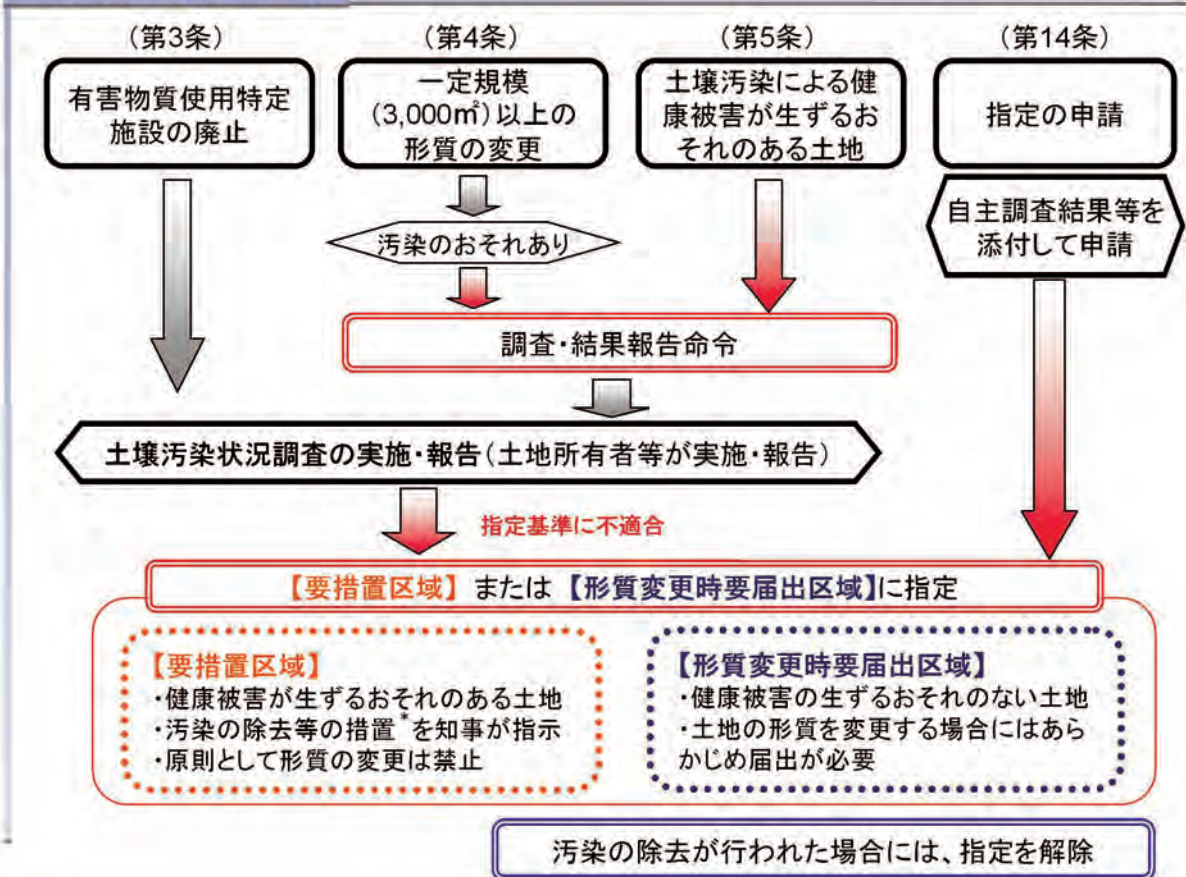 (第3条)
(第4条)
(第5条)
(第14条)
有害物質使用特定
施設の廃止
一定規模
(3,000㎡)以上の
形質の変更
土壌汚染による健
康被害が生ずるお
それのある土地
指定の申請
自主調査結果等を
添付して申請
汚染のおそれあり
調査・結果報告命令
土壌汚染状況調査の実施・報告(土地所有者等が実施・報告)
指定基準に不適合
【要措置区域】 または 【形質変更時要届出区域】に指定
【要措置区域】
・健康被害が生ずるおそれのある土地
・汚染の除去等の措置*を知事が指示
・原則として形質の変更は禁止
【形質変更時要届出区域】
・健康被害の生ずるおそれのない土地
・土地の形質を変更する場合にはあら
かじめ届出が必要
汚染の除去が行われた場合には、指定を解除